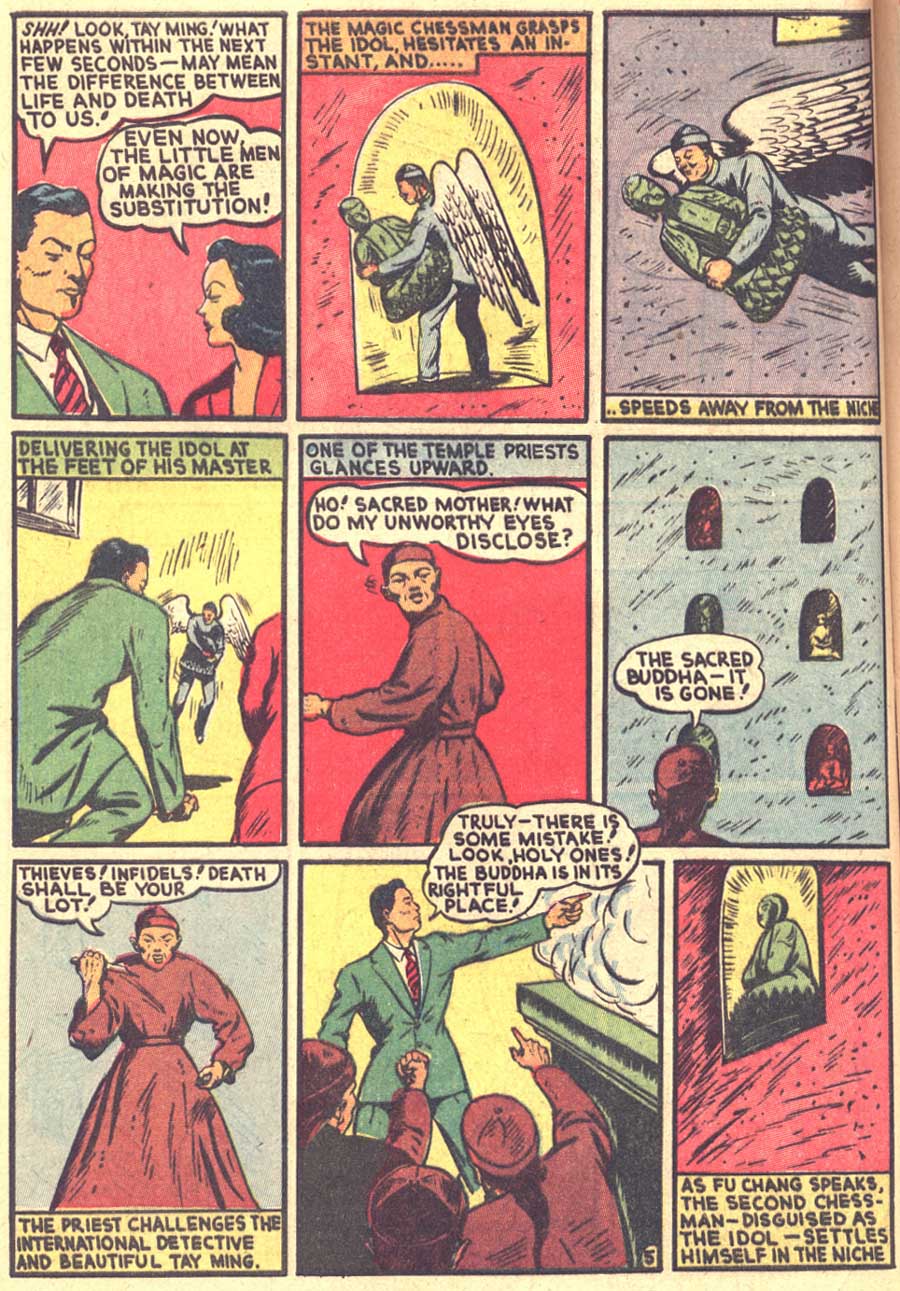 SHH! LOOK, TAY MING! WHAT
HAPPENS WITHIN THE NEXT
FEW SECONDS—MAY MEAN
THE DIFFERENCE BETWEEN
LIFE AND DEATH
TO US!
EVEN NOW,
THE LITTLE MEN
OF MAGIC ARE
MAKING THE
SUBSTITUTION!
THE MAGIC CHESSMAN GRASPS
THE IDOL, HESITATES AN IN-
STANT, AND.....
..SPEEDS AWAY FROM THE NICHE
DELIVERING THE IDOL AT
THE FEET OF HIS MASTER
ONE OF THE TEMPLE PRIESTS
GLANCES UPWARD.
HO! SACRED MOTHER! WHAT
DO MY UNWORTHY EYES
DISCLOSE?
THE SACRED
BUDDHA—IT
IS GONE!
THIEVES! INFIDELS! DEATH
SHALL BE YOUR
LOT!
THE PRIEST CHALLENGES THE
INTERNATIONAL DETECTIVE
AND BEAUTIFUL TAY MING.
TRULY—THERE IS
SOME MISTAKE!
LOOK, HOLY ONES!
THE BUDDHA IS IN ITS
RIGHTFUL
PLACE!
5
AS FU CHANG SPEAKS,
THE SECOND CHESS-
MAN—DISGUISED AS
THE IDOL—SETTLES
HIMSELF IN THE NICHE